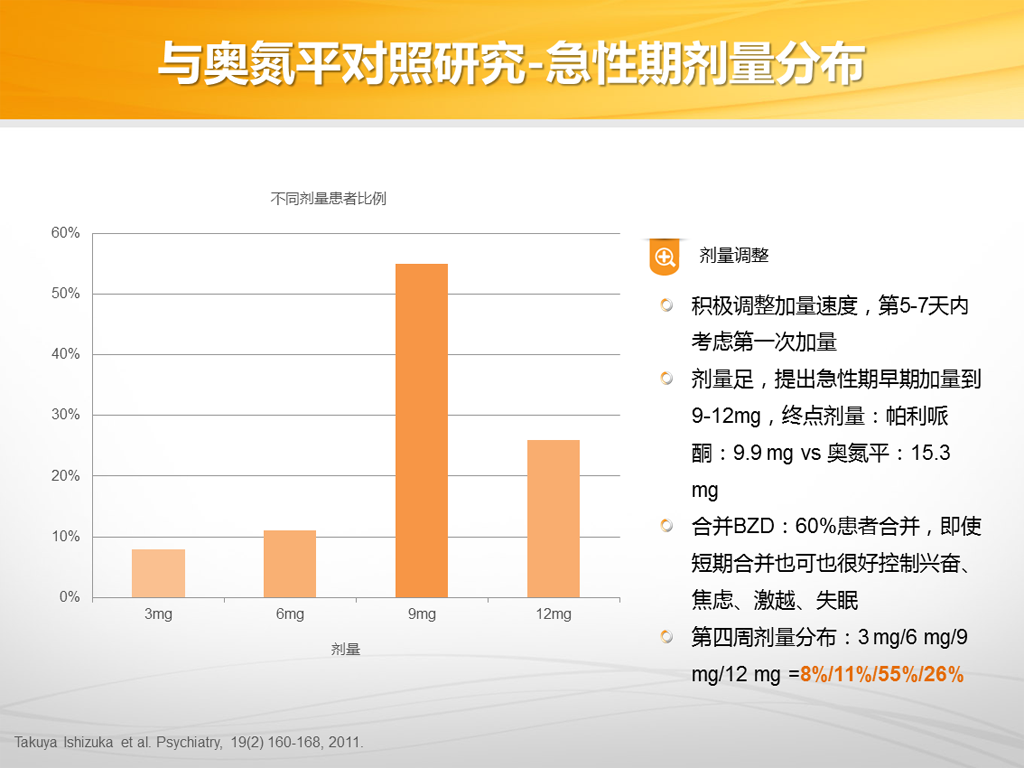 与奥氮平对照研究-急性期剂量分布
不同剂量患者比例
60%
50%
40%
30%
20%
10%
0%
3mg
6mg
9mg
12mg
剂量
剂量调整
积极调整加量速度，第5-7天内
考虑第一次加量
剂量足，提出急性期早期加量到
9-12mg，终点剂量：帕利哌
酮：9.9 mg vs 奥氮平：15.3
mg
合并BZD：60%患者合并，即使
短期合并也可也很好控制兴奋、
焦虑、激越、失眠
第四周剂量分布：3 mg/6 mg/9
mg/12 mg =8%/11%/55%/26%
Takuya Ishizuka et al. Psychiatry, 19(2) 160-168, 2011.